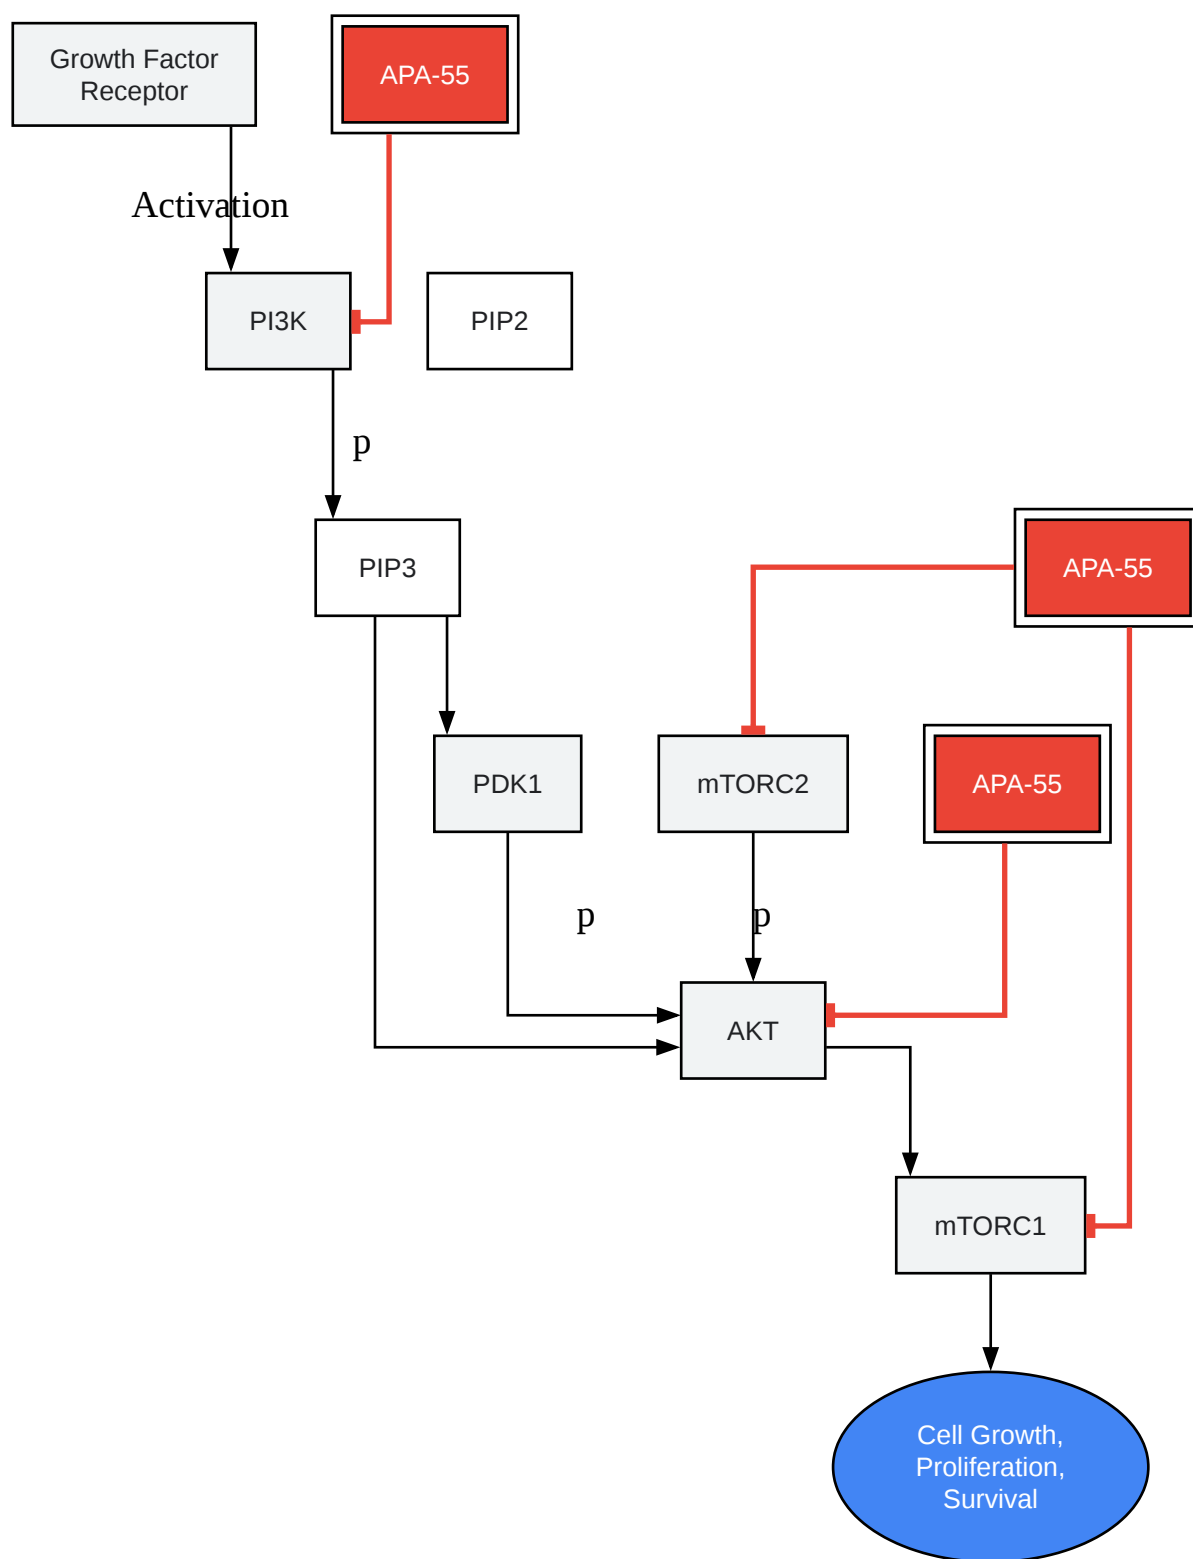 Growth Factor
Receptor
APA-55
Activation
PI3K
PIP2
p
PIP3
APA-55
PDK1
mTORC2
APA-55
p
p
AKT
mTORC1
Cell Growth,
Proliferation,
Survival